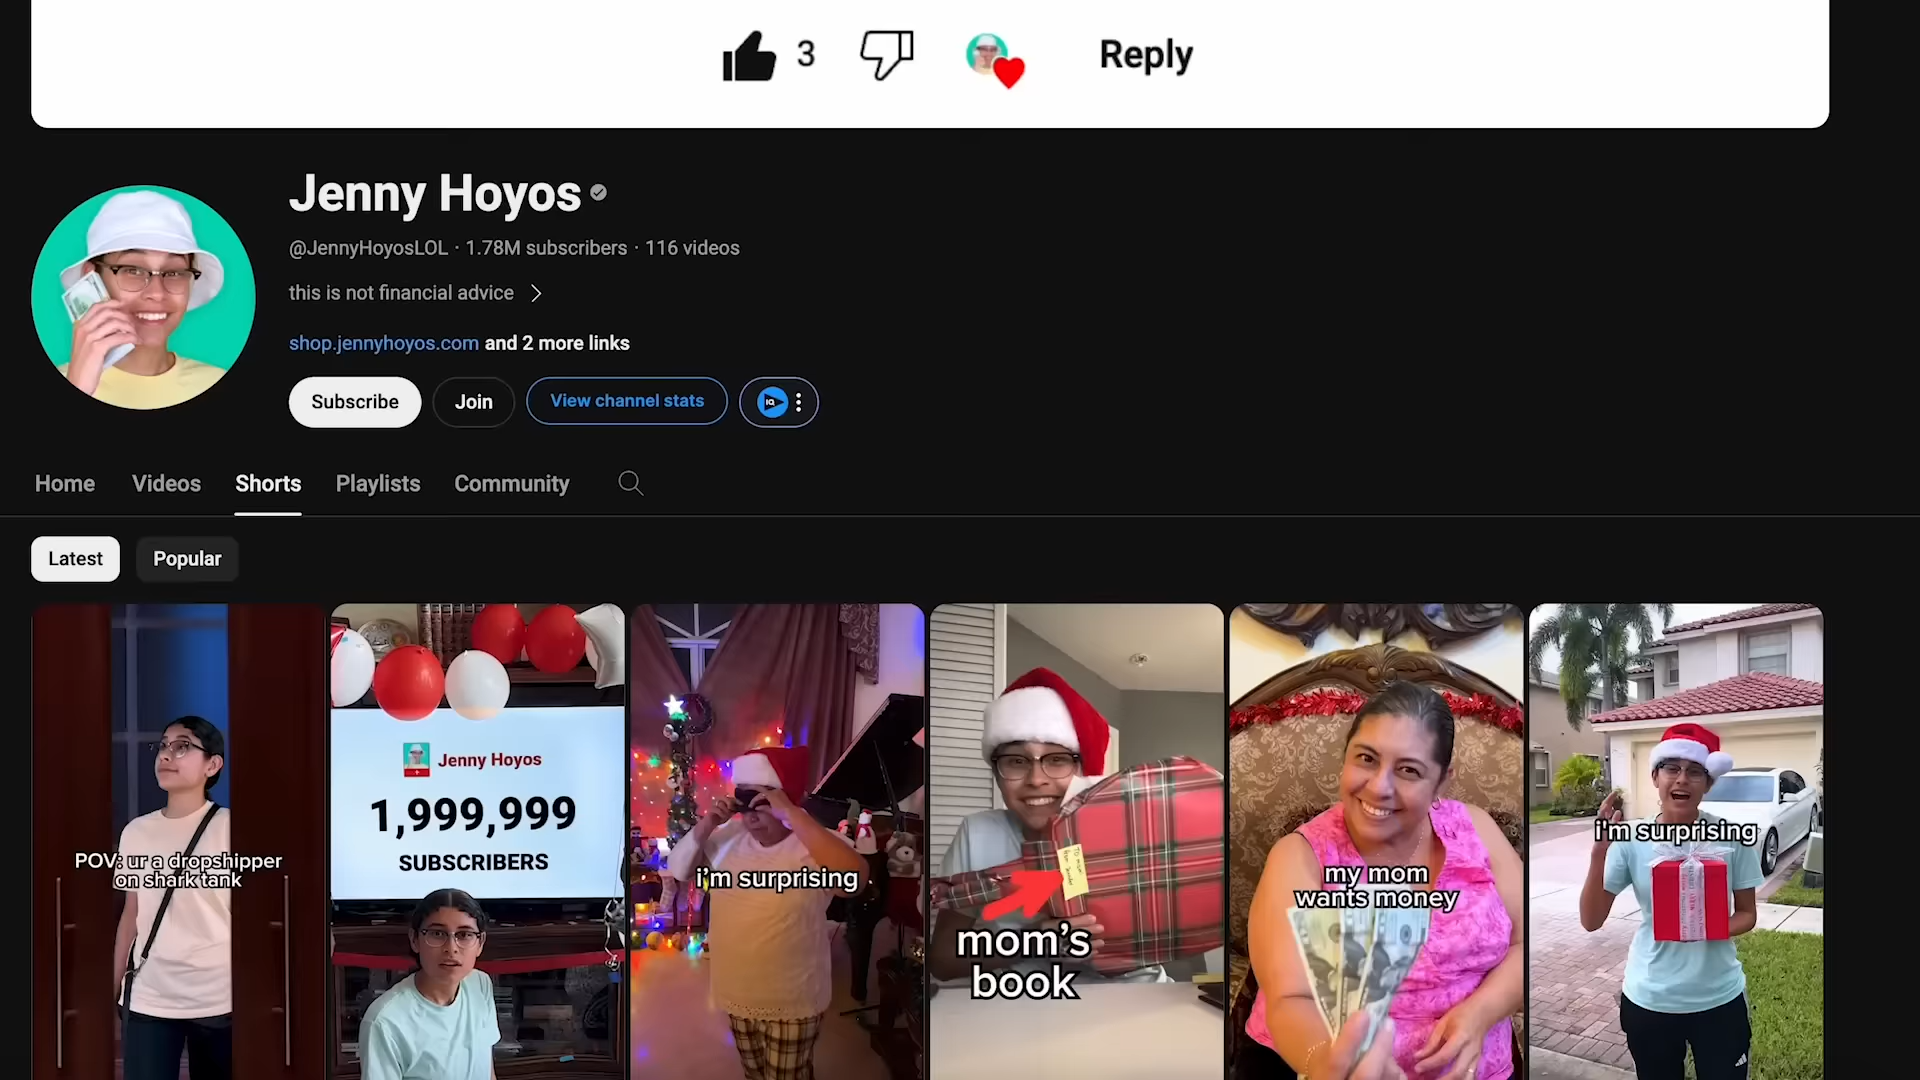 3
Reply
Jenny Hoyos
@JennyHoyosLOL · 1.78M subscribers · 116 videos
this is not financial advice
shop.jennyhoyos.com and 2 more links
Subscribe
Join
View channel stats
IQ
Home
Videos
Shorts
Playlists
Community
Latest
Popular
POV: ur a dropshipper
on shark tank
Jenny Hoyos
1,999,999
SUBSCRIBERS
i'm surprising
mom's
book
my mom
wants money
i'm surprising